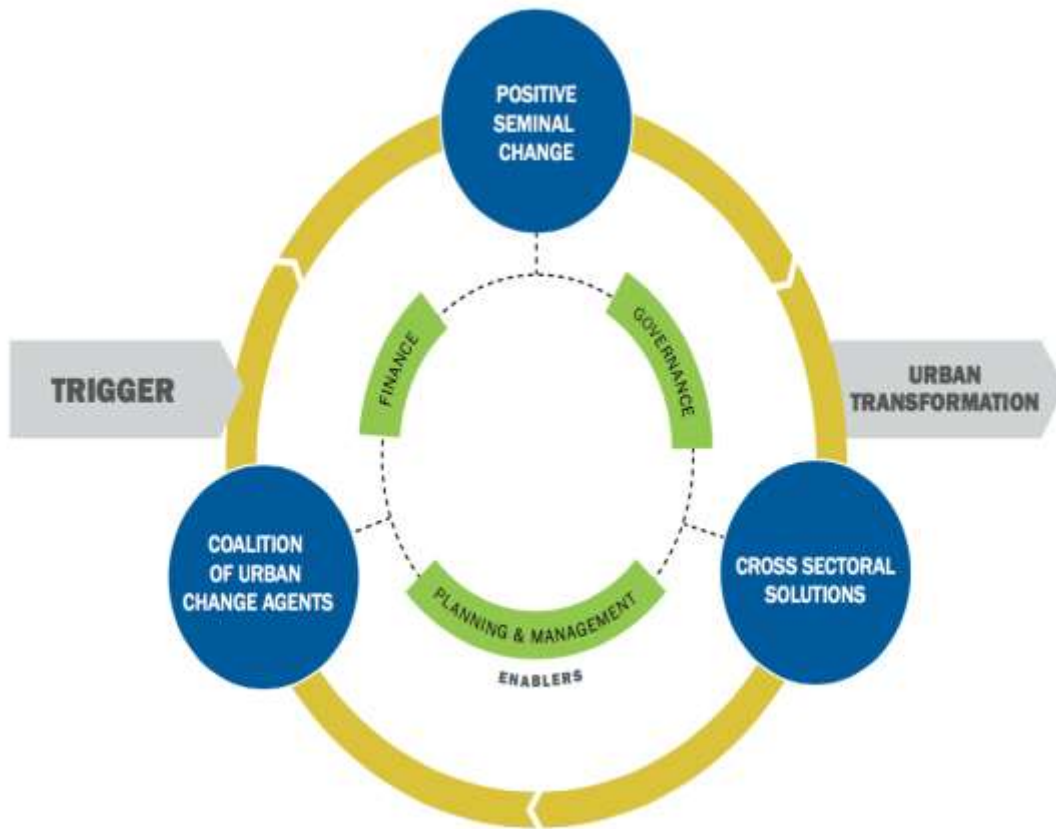 POSITIVE
SEMINAL
CHANGE
FINANCE
GOVERNANCE
TRIGGER
URBAN
TRANSFORMATION
COALITION
OF URBAN
CHANGE AGENTS
CROSS SECTORAL
SOLUTIONS
PLANNING & MANAGEMENT
ENABLERS